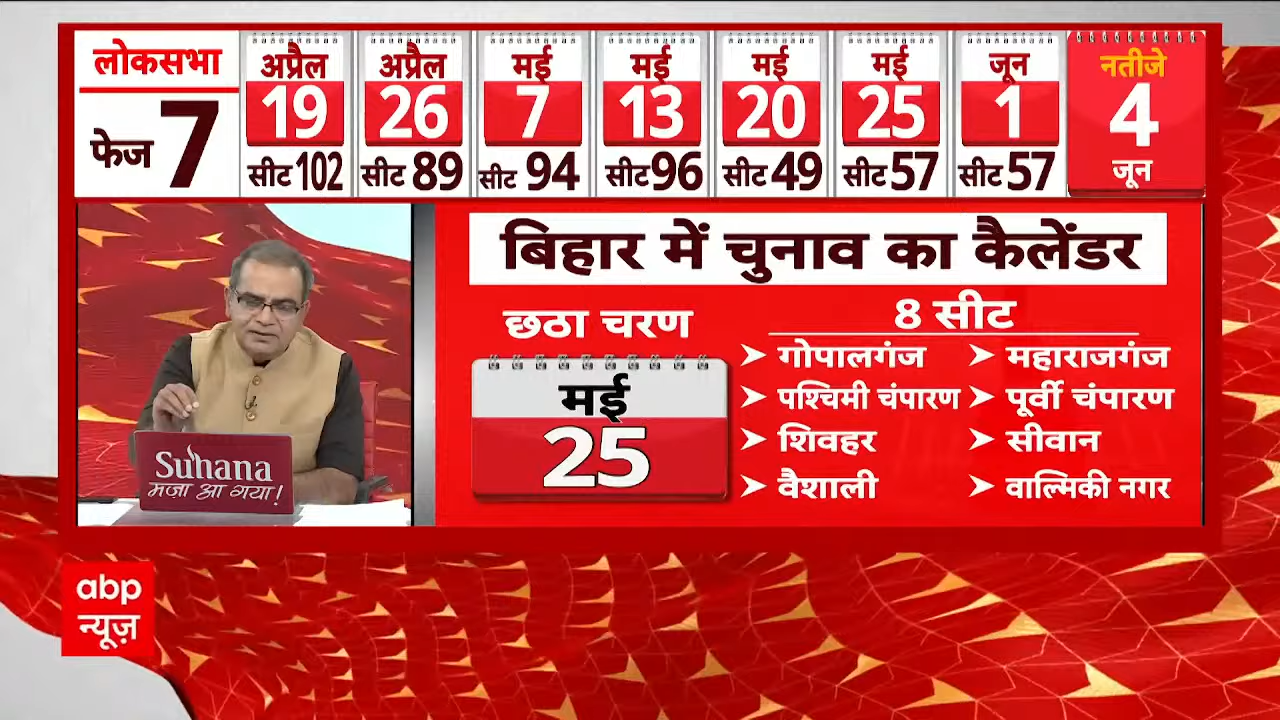 लोकसभा
फेज 7
अप्रैल
19
सीट 102
अप्रैल
26
सीट 89
मई
7
सीट 94
मई
13
सीट 96
मई
20
सीट 49
मई
25
सीट 57
जून
1
सीट 57
नतीजे
4
जून
बिहार में चुनाव का कैलेंडर
छठा चरण
मई
25
8 सीट
➤ गोपालगंज ➤ महाराजगंज
➤ पश्चिमी चंपारण ➤ पूर्वी चंपारण
➤ शिवहर ➤ सीवान
➤ वैशाली ➤ वाल्मिकी नगर
Suhana
मज़ा आ गया!
abp
न्यूज़